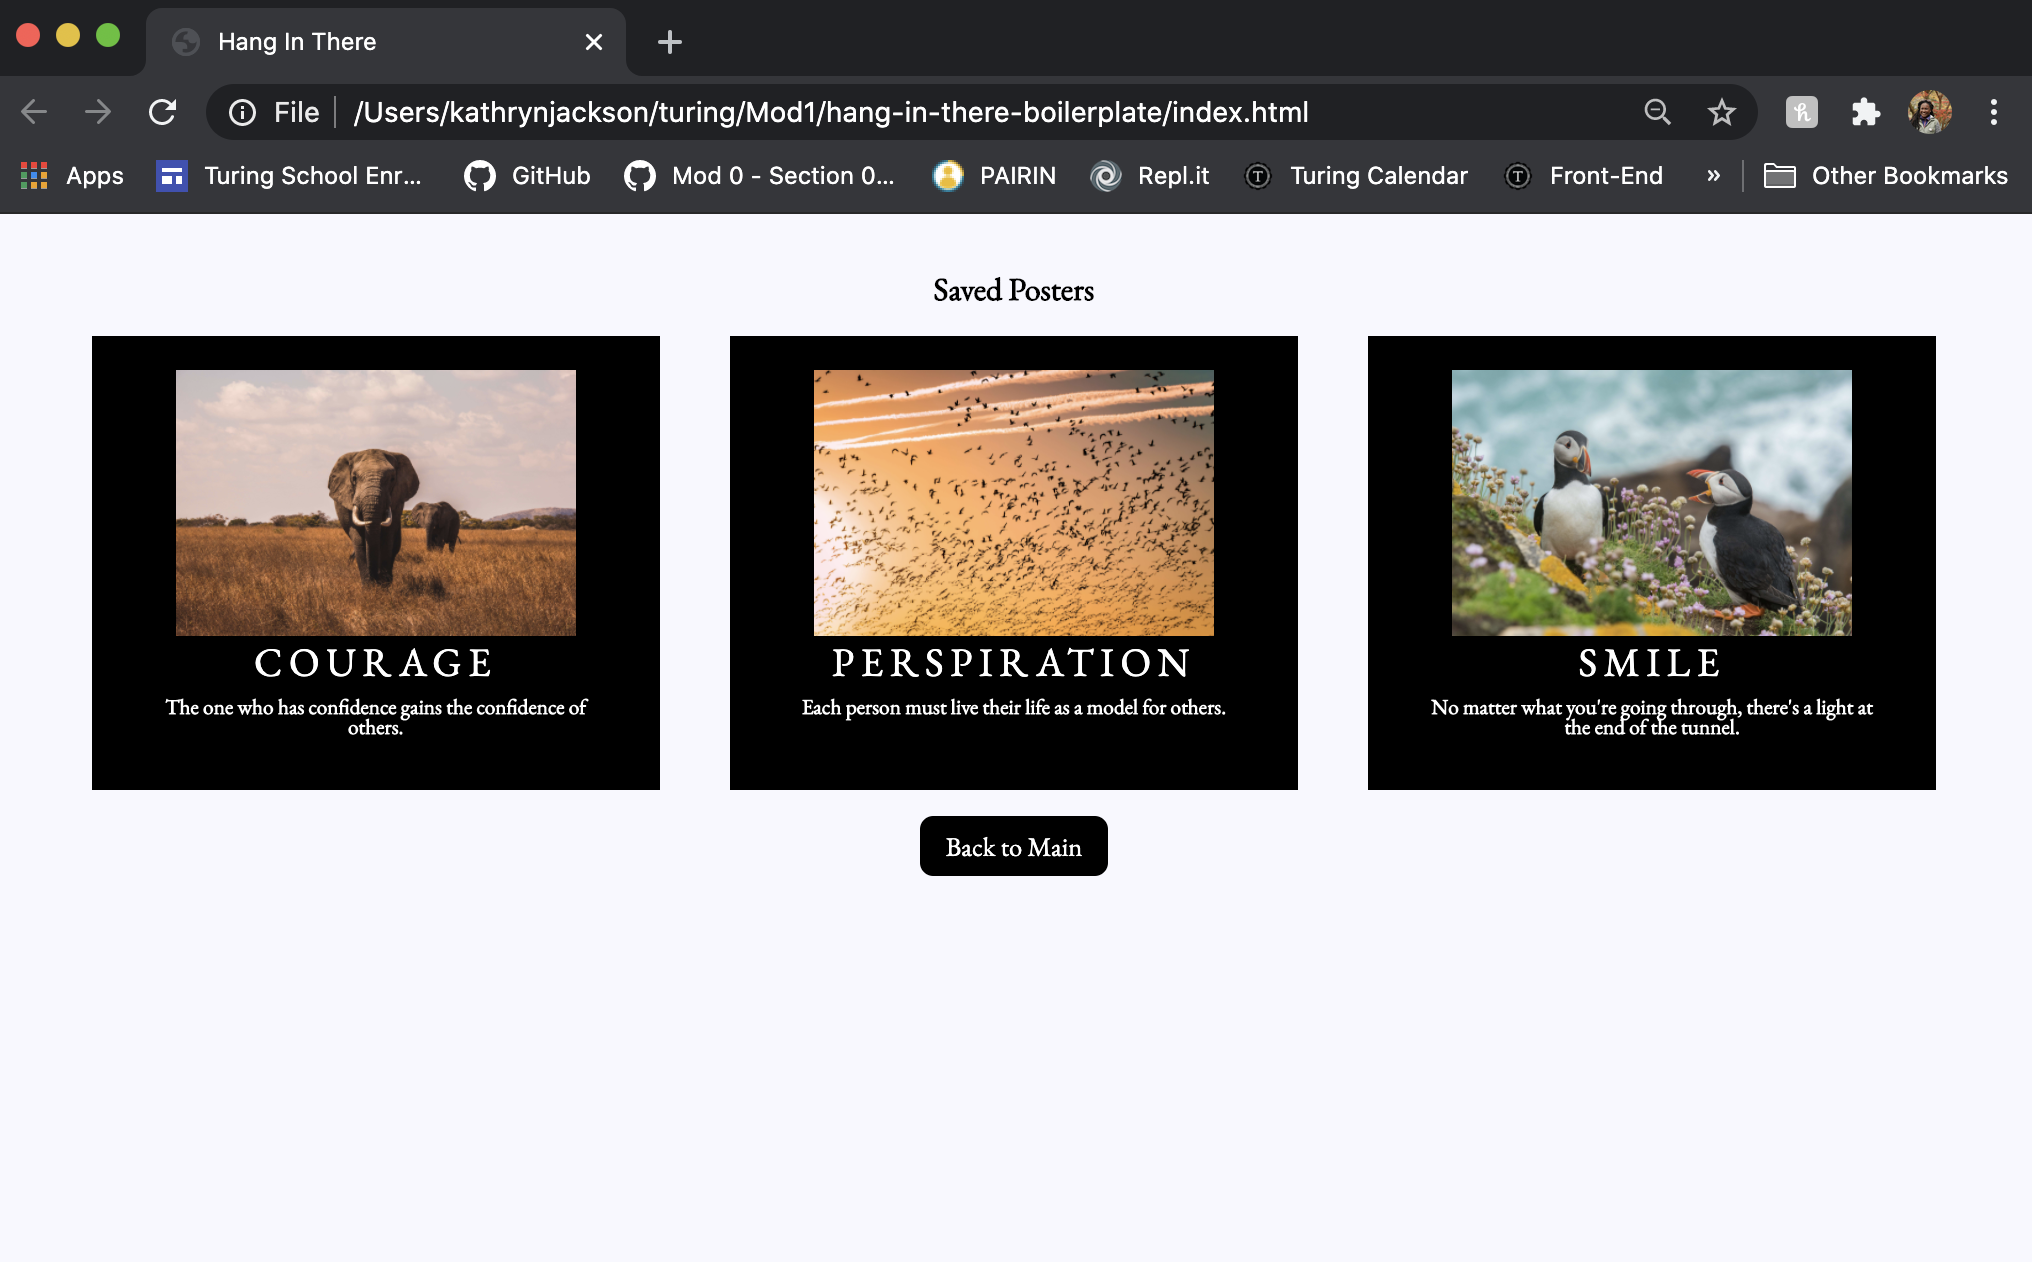 Hang In There
File /Users/kathrynjackson/turing/Mod1/hang-in-there-boilerplate/index.html
Apps Turing School Enr... GitHub Mod 0 - Section 0... PAIRIN Repl.it Turing Calendar Front-End » Other Bookmarks
Saved Posters
COURAGE
The one who has confidence gains the confidence of
others.
PERSPIRATION
Each person must live their life as a model for others.
SMILE
No matter what you're going through, there's a light at
the end of the tunnel.
Back to Main